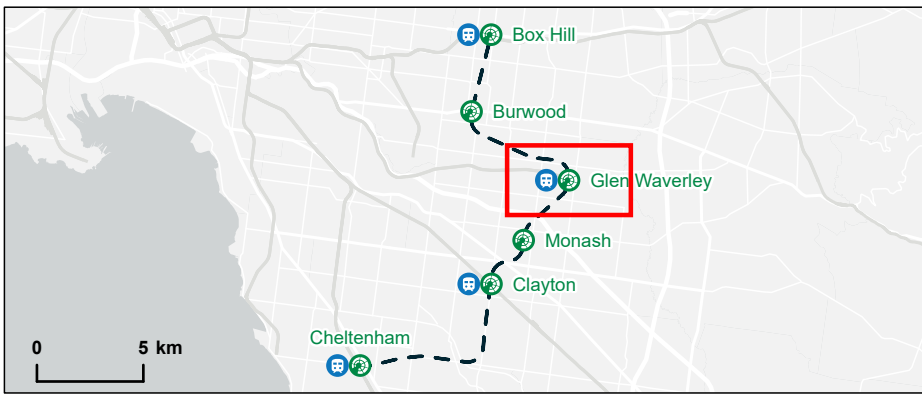 Box Hill
Burwood
Glen Waverley
Monash
Clayton
Cheltenham
0 5 km